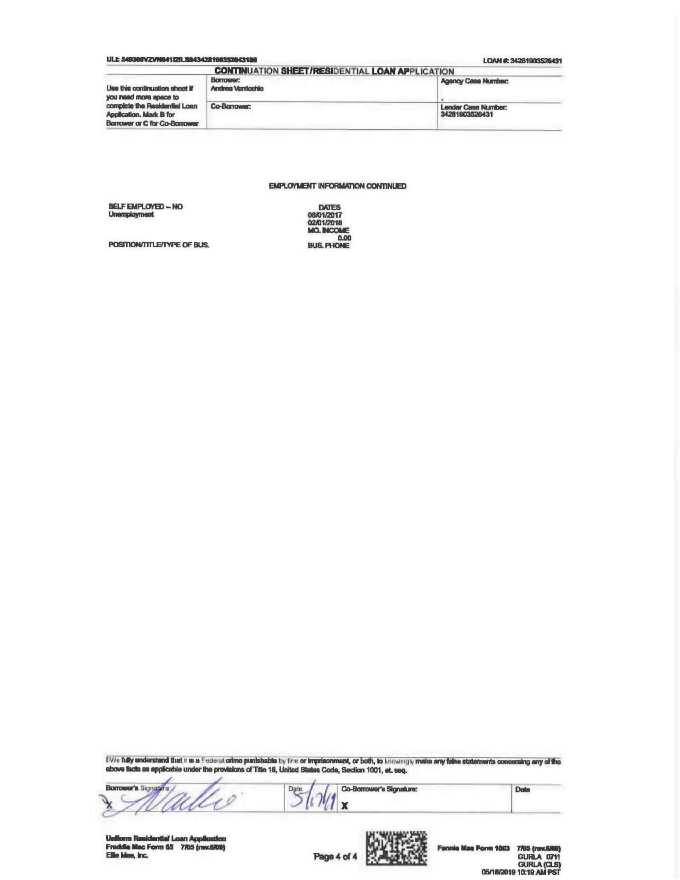 LOAN #: 34281903526431
CONTINUATION SHEET/RESIDENTIAL LOAN APPLICATION
Use this continuation sheet if
you need more space to
complete the Residential Loan
Application. Mark B for
Borrower or C for Co-Borrower
Borrower:
Andrea
Agency Case Number:
Co-Borrower:
Lender Case Number:
34281903526431
EMPLOYMENT INFORMATION CONTINUED
SELF EMPLOYED -- NO
Unemployment
DATES
08/01/2017
02/01/2018
MO. INCOME
0.00
POSITION/TITLE/TYPE OF BUS.
BUS. PHONE
I/We fully understand that it is a Federal crime punishable by fine or imprisonment, or both, to knowingly make any false statements concerning any of the
above facts as applicable under the provisions of Title 18, United States Code, Section 1001, et. seq.
Borrower's Signature
X
Date
Co-Borrower's Signature:
X
Date
Uniform Residential Loan Application
Freddie Mac Form 65 7/05 (rev.6/09)
Ellie Mae, Inc.
Page 4 of 4
Fannie Mae Form 1003 7/05 (rev.6/09)
GURLA 0711
GURLA (CLS)
05/16/2019 10:19 AM PST